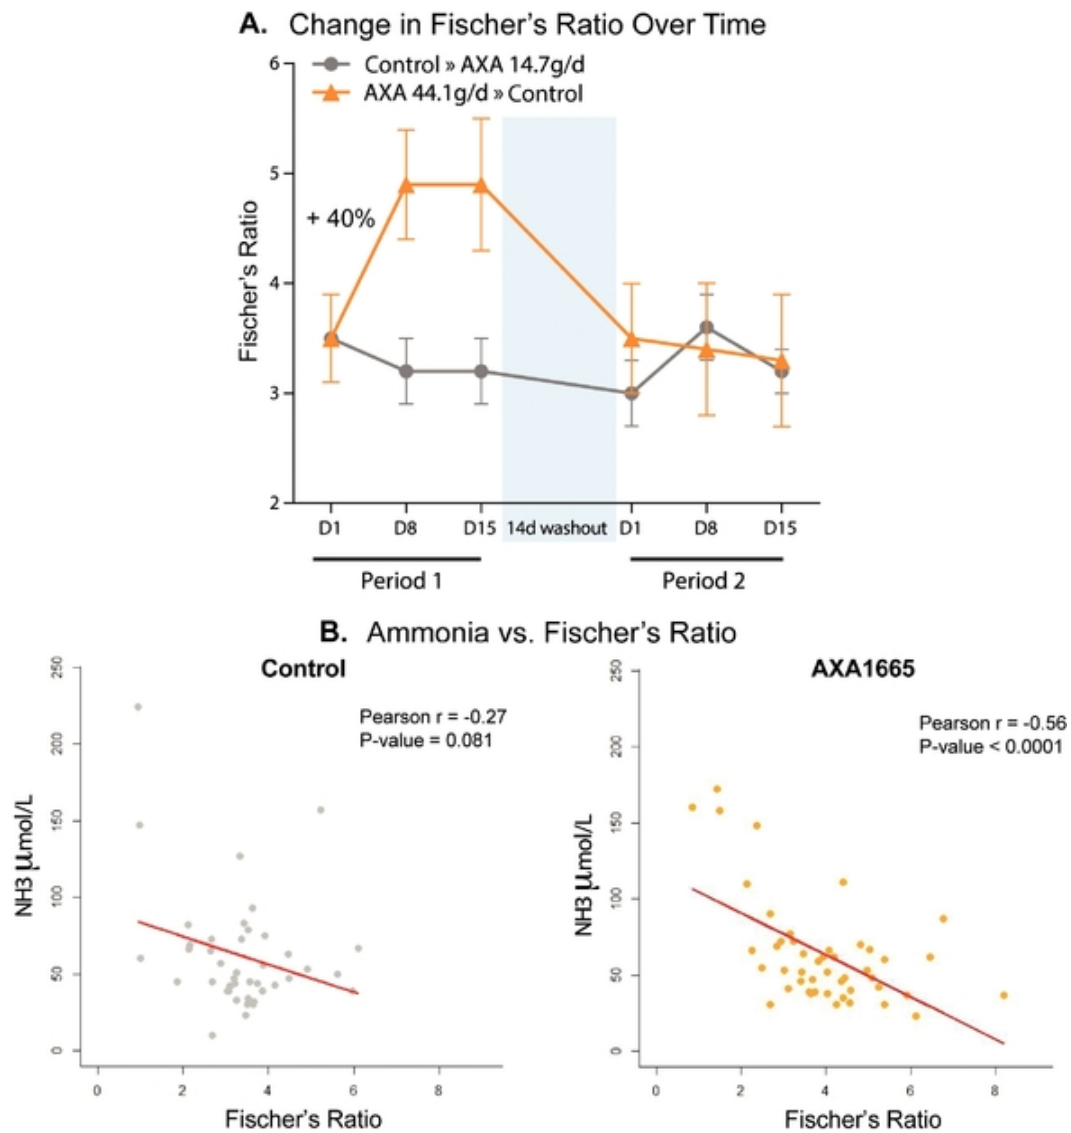 A. Change in Fischer's Ratio Over Time
Control » AXA 14.7g/d
AXA 44.1g/d » Control
Fischer's Ratio
6
5
4
3
2
+ 40%
D1 D8 D15 14d washout D1 D8 D15
Period 1 Period 2
B. Ammonia vs. Fischer's Ratio
Control
Pearson r = -0.27
P-value = 0.081
NH3 μmol/L
250
200
150
100
50
0
0 2 4 6 8
Fischer's Ratio
AXA1665
Pearson r = -0.56
P-value < 0.0001
NH3 μmol/L
250
200
150
100
50
0
0 2 4 6 8
Fischer's Ratio